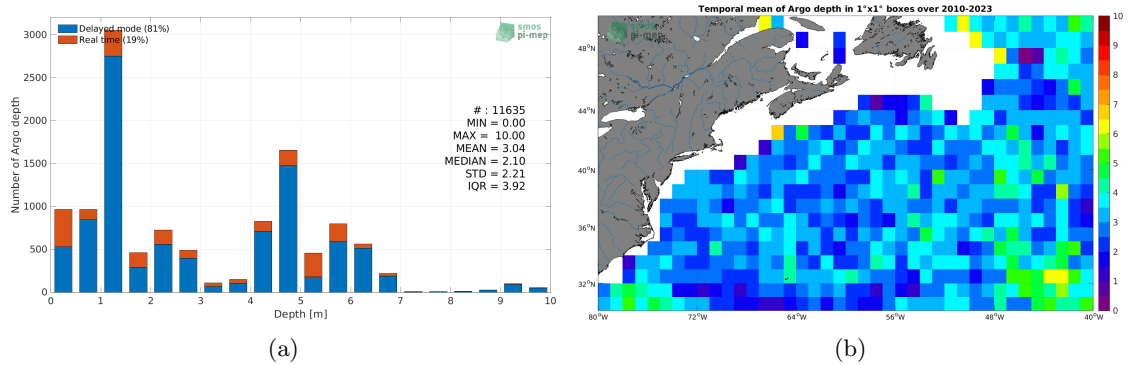 Delayed mode (81%)
Real time (19%)
smos
pi-mep
3000
2500
2000
1500
1000
500
0
Number of Argo depth
# : 11635
MIN = 0.00
MAX = 10.00
MEAN = 3.04
MEDIAN = 2.10
STD = 2.21
IQR = 3.92
0 1 2 3 4 5 6 7 8 9 10
Depth [m]
(a)
Temporal mean of Argo depth in 1°x1° boxes over 2010-2023
smos
pi-mep
48°N
44°N
40°N
36°N
32°N
80°W 72°W 64°W 56°W 48°W 40°W
10
9
8
7
6
5
4
3
2
1
0
(b)